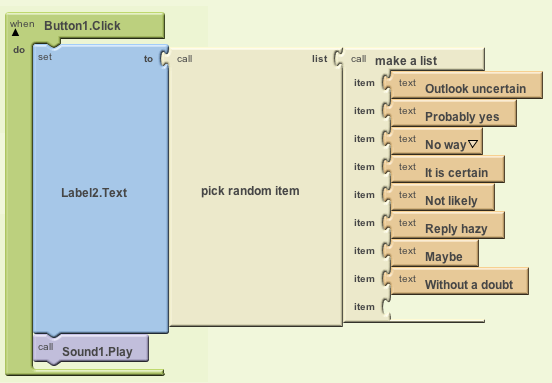 when Button1.Click
do set to call list call make a list
item text Outlook uncertain
item text Probably yes
item text No way
item text It is certain
Label2.Text pick random item
item text Not likely
item text Reply hazy
item text Maybe
item text Without a doubt
item
call Sound1.Play